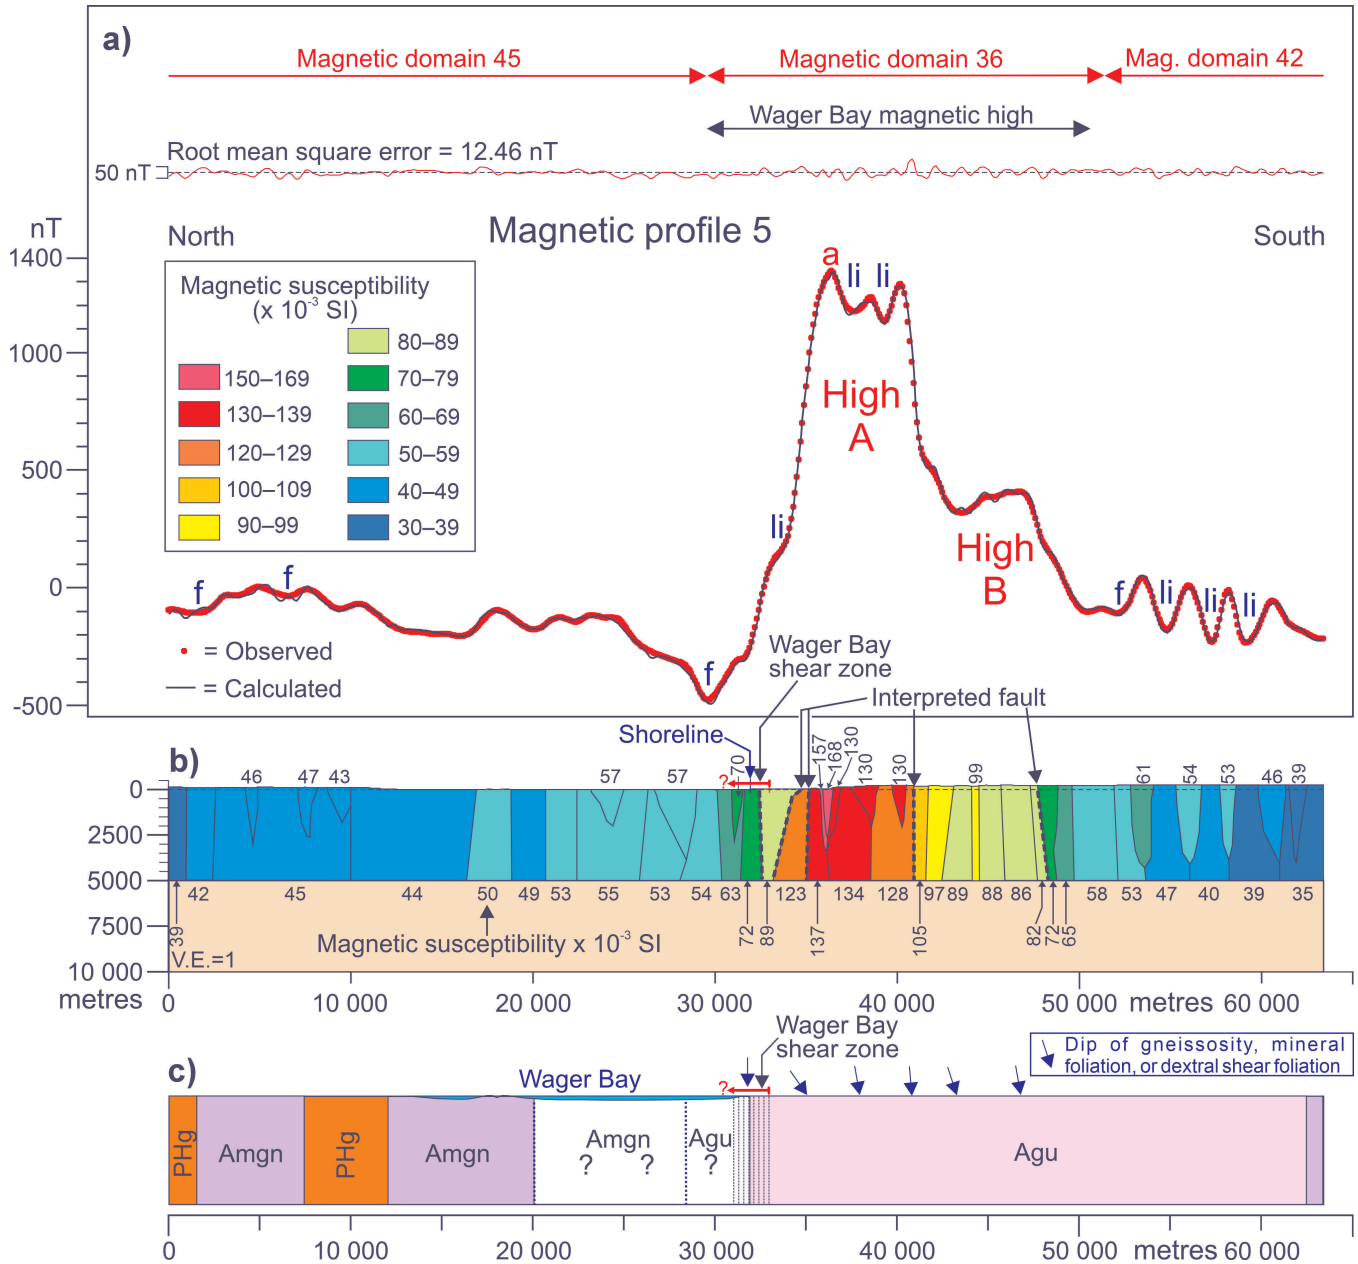 a)
Magnetic domain 45
Magnetic domain 36
Mag. domain 42
Wager Bay magnetic high
Root mean square error = 12.46 nT
50 nT
nT
North
Magnetic profile 5
South
1400
1000
500
0
-500
Magnetic susceptibility
(x 10⁻³ SI)
80–89
150–169
70–79
130–139
60–69
120–129
50–59
100–109
40–49
90–99
30–39
a
li
li
High
A
li
High
B
f
f
f
f
li
li
li
= Observed
= Calculated
Wager Bay
shear zone
Interpreted fault
Shoreline
b)
?
46
47
43
57
57
70
157
168
130
130
130
99
61
54
53
46
39
0
2500
5000
7500
10 000
metres
39
42
45
44
50
49
53
55
53
54
63
72
89
123
137
134
128
105
97
89
88
86
82
72
65
58
53
47
40
39
35
Magnetic susceptibility x 10⁻³ SI
V.E.=1
0
10 000
20 000
30 000
40 000
50 000
metres
60 000
Wager Bay
shear zone
Dip of gneissosity, mineral
foliation, or dextral shear foliation
c)
Wager Bay
?
PHg
Amgn
PHg
Amgn
Amgn
?
?
Agu
?
Agu
0
10 000
20 000
30 000
40 000
50 000
metres
60 000